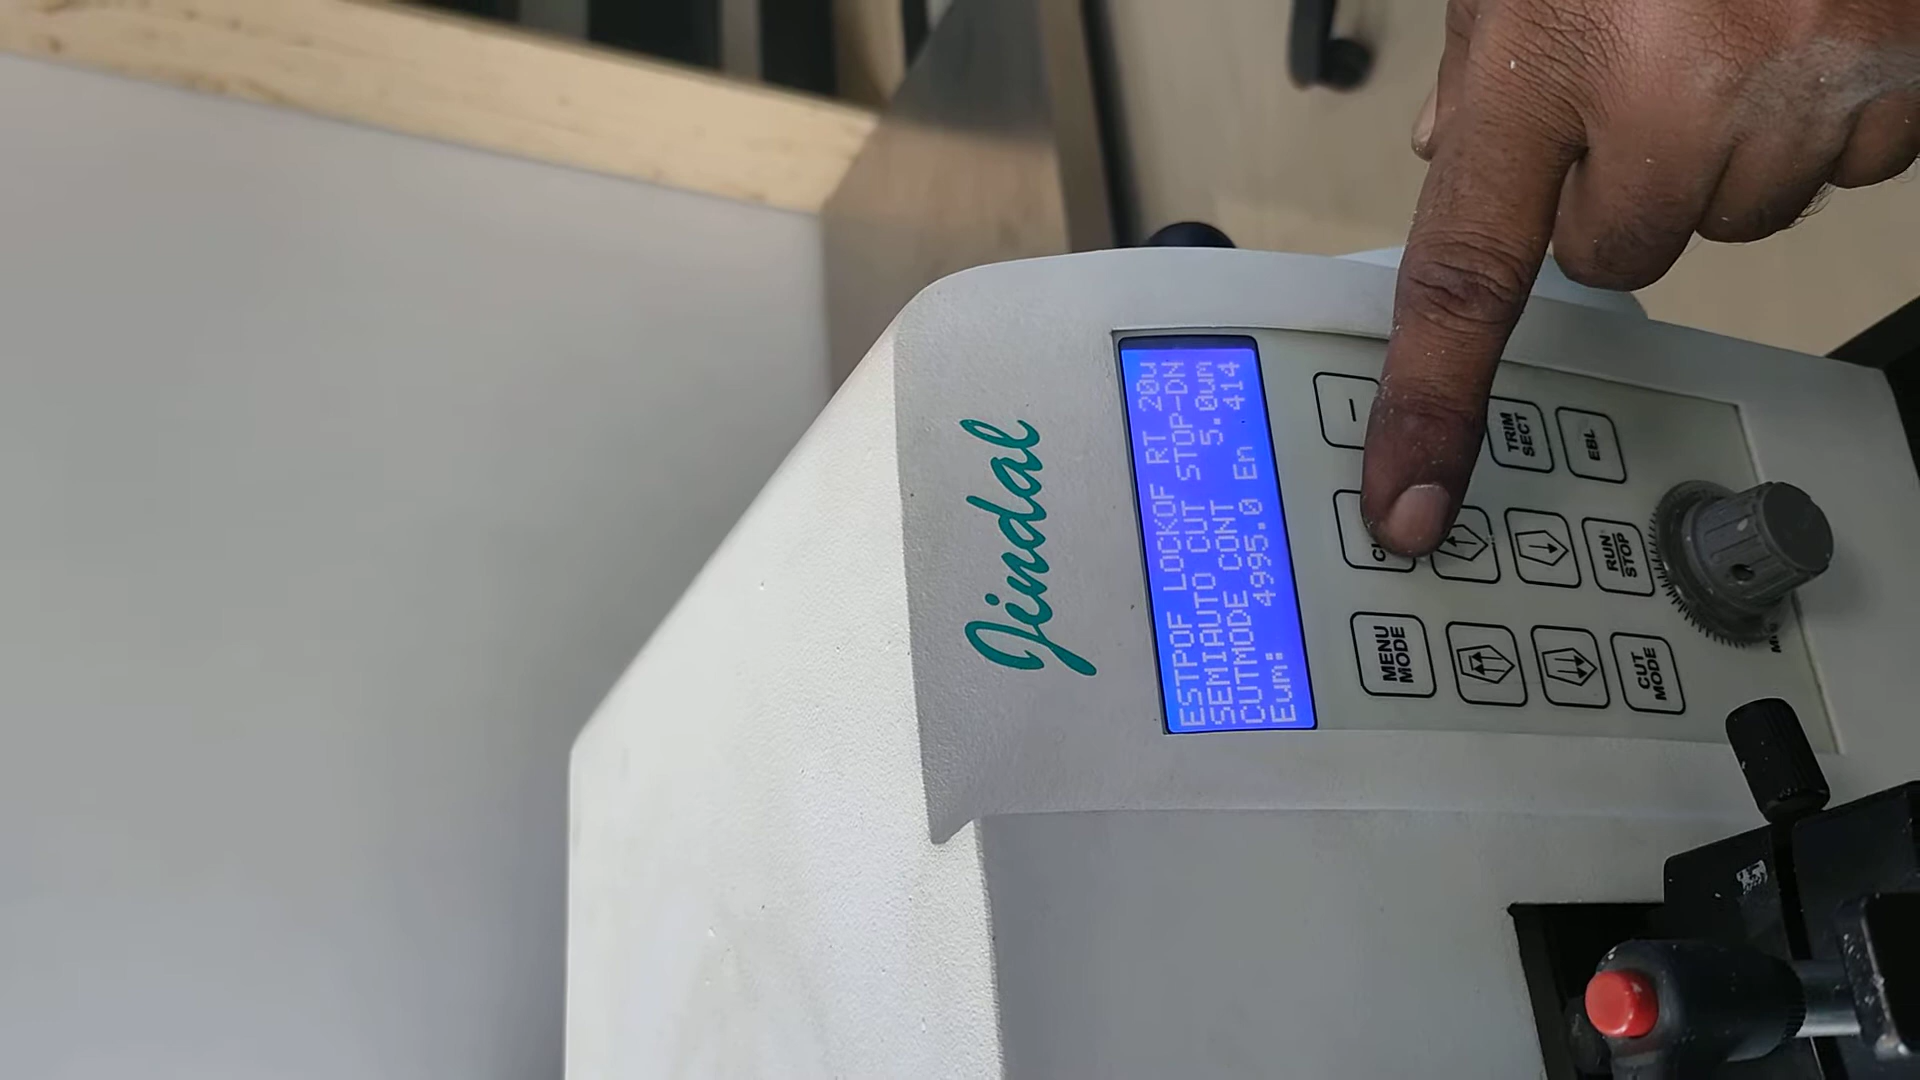 Jindal
ESTPOF LOCKOF RT 20u
SEMIAUTO CUT STOP-DN
CUTMODE CONT 5.0um
Eum: 4995.0 En 414
MENU MODE
-
TRIM SECT
CUT MODE
RUN/STOP
EBL